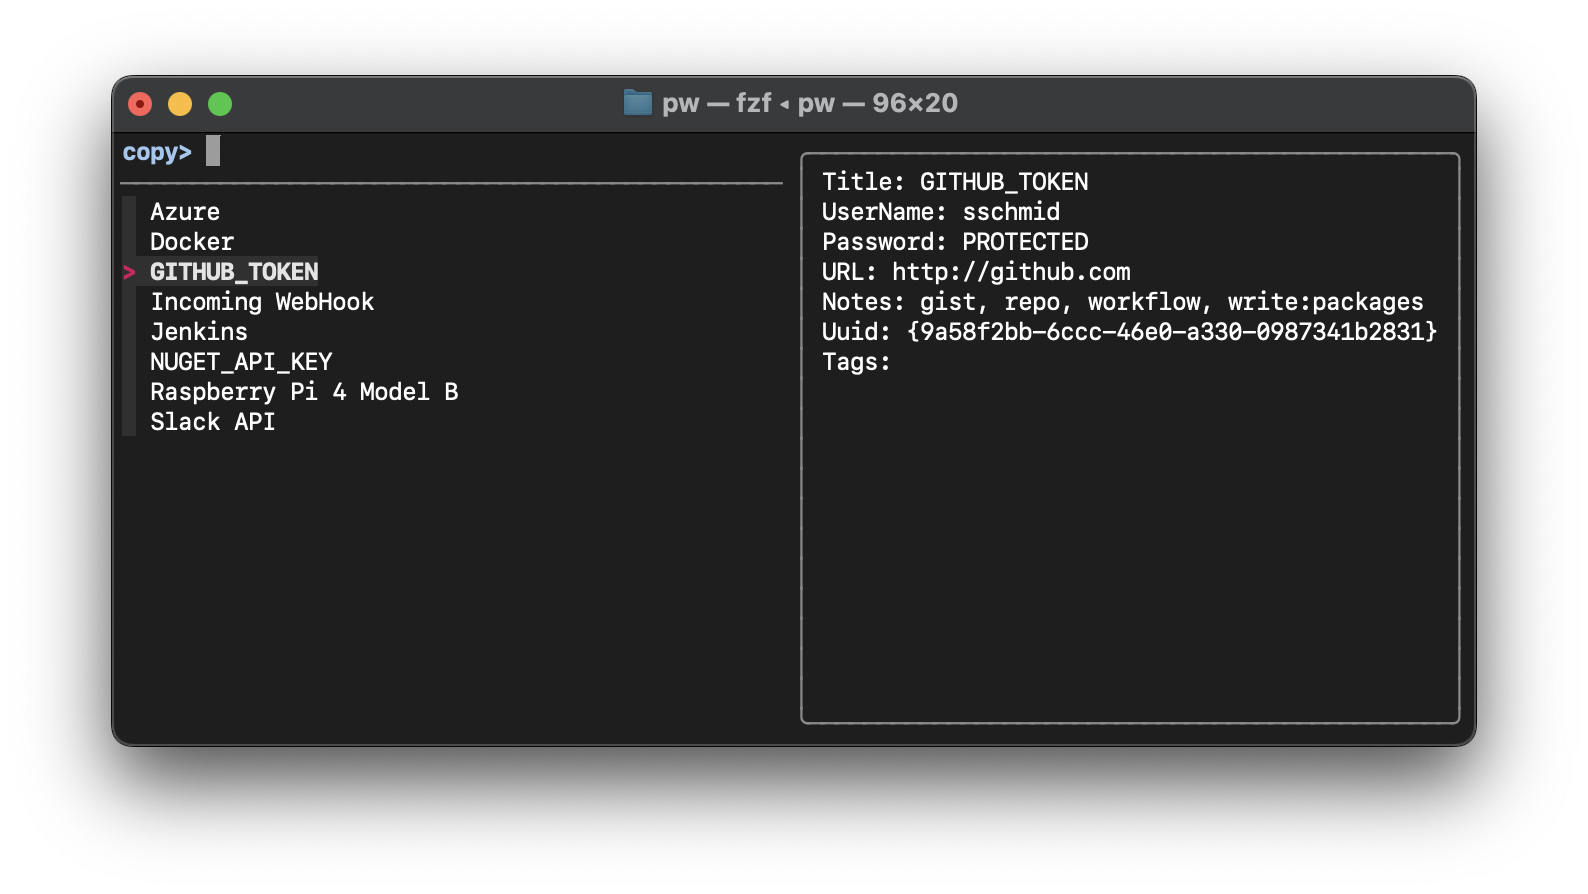 pw — fzf ◂ pw — 96×20
copy>
Azure
Docker
> GITHUB_TOKEN
Incoming WebHook
Jenkins
NUGET_API_KEY
Raspberry Pi 4 Model B
Slack API
Title: GITHUB_TOKEN
UserName: sschmid
Password: PROTECTED
URL: http://github.com
Notes: gist, repo, workflow, write:packages
Uuid: {9a58f2bb-6ccc-46e0-a330-0987341b2831}
Tags: